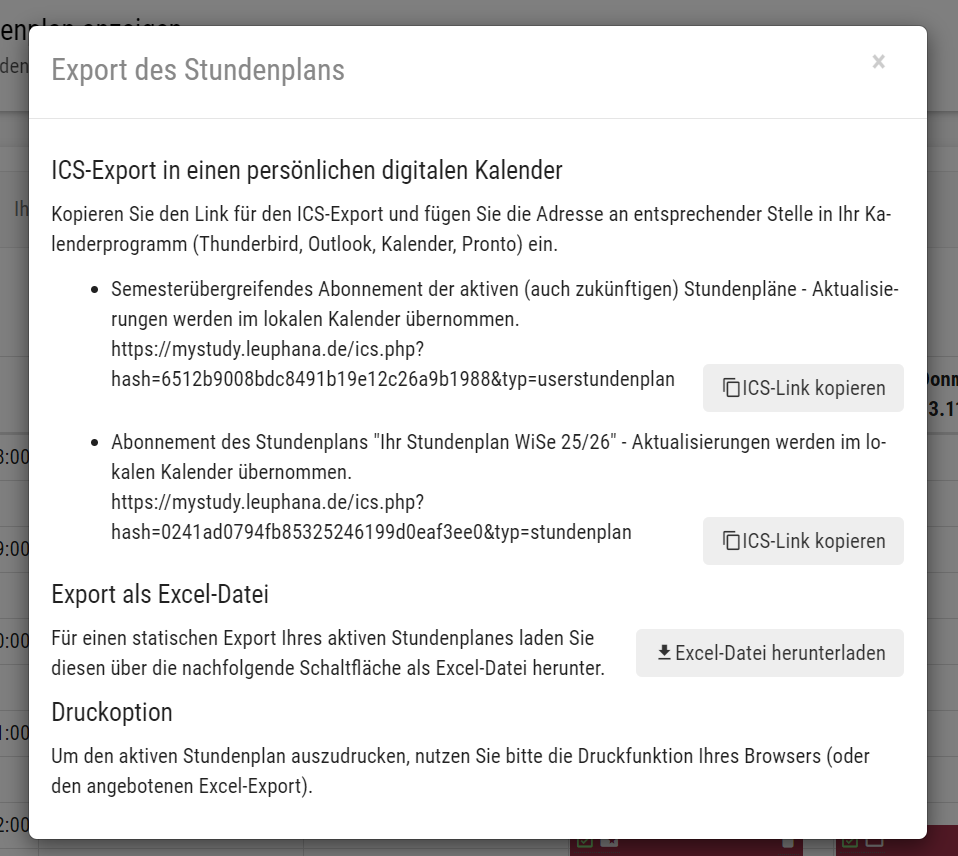 enplan anzeigen
den
Export des Stundenplans
×
ICS-Export in einen persönlichen digitalen Kalender
Ih
Kopieren Sie den Link für den ICS-Export und fügen Sie die Adresse an entsprechender Stelle in Ihr Ka-
lenderprogramm (Thunderbird, Outlook, Kalender, Pronto) ein.
• Semesterübergreifendes Abonnement der aktiven (auch zukünftigen) Stundenpläne - Aktualisie-
rungen werden im lokalen Kalender übernommen.
https://mystudy.leuphana.de/ics.php?
hash=6512b9008bdc8491b19e12c26a9b1988&typ=userstundenplan
ICS-Link kopieren
Donn
3.11
• Abonnement des Stundenplans "Ihr Stundenplan WiSe 25/26" - Aktualisierungen werden im lo-
kalen Kalender übernommen.
8:00
https://mystudy.leuphana.de/ics.php?
hash=0241ad0794fb85325246199d0eaf3ee0&typ=stundenplan
ICS-Link kopieren
9:00
Export als Excel-Datei
Für einen statischen Export Ihres aktiven Stundenplanes laden Sie
diesen über die nachfolgende Schaltfläche als Excel-Datei herunter.
Excel-Datei herunterladen
0:00
Druckoption
1:00
Um den aktiven Stundenplan auszudrucken, nutzen Sie bitte die Druckfunktion Ihres Browsers (oder
den angebotenen Excel-Export).
2:00